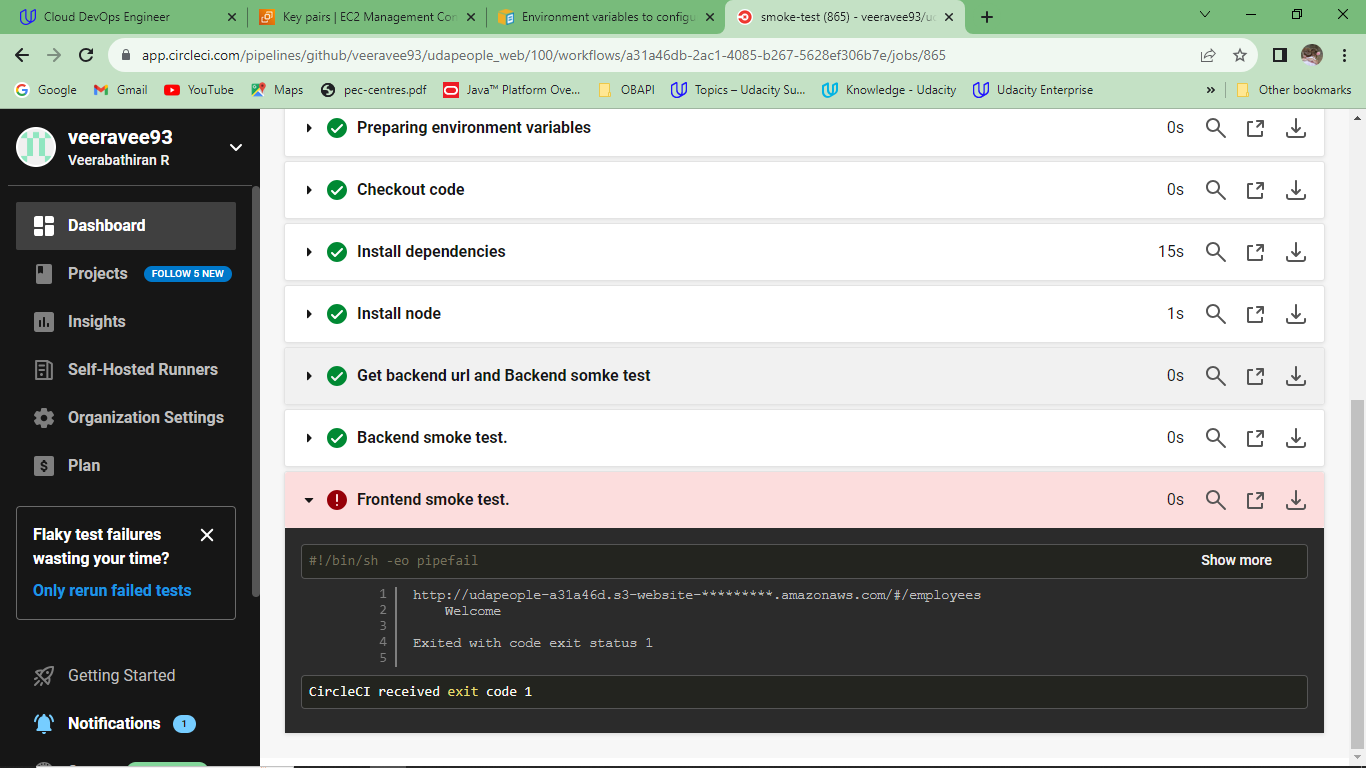 Cloud DevOps Engineer
Key pairs | EC2 Management Con
Environment variables to configu
smoke-test (865) - veeravee93/u
app.circleci.com/pipelines/github/veeravee93/udapeople_web/100/workflows/a31a46db-2ac1-4085-b267-5628ef306b7e/jobs/865
Google
Gmail
YouTube
Maps
pec-centres.pdf
Java™ Platform Ove...
OBAPI
Topics – Udacity Su...
Knowledge - Udacity
Udacity Enterprise
»
Other bookmarks
veeravee93
Veerabathiran R
Dashboard
Projects FOLLOW 5 NEW
Insights
Self-Hosted Runners
Organization Settings
Plan
Flaky test failures
wasting your time?
Only rerun failed tests
Getting Started
Notifications 1
Preparing environment variables 0s
Checkout code 0s
Install dependencies 15s
Install node 1s
Get backend url and Backend somke test 0s
Backend smoke test. 0s
Frontend smoke test. 0s
#!/bin/sh -eo pipefail Show more
1 http://udapeople-a31a46d.s3-website-*********.amazonaws.com/#/employees
2 Welcome
3
4 Exited with code exit status 1
5
CircleCI received exit code 1